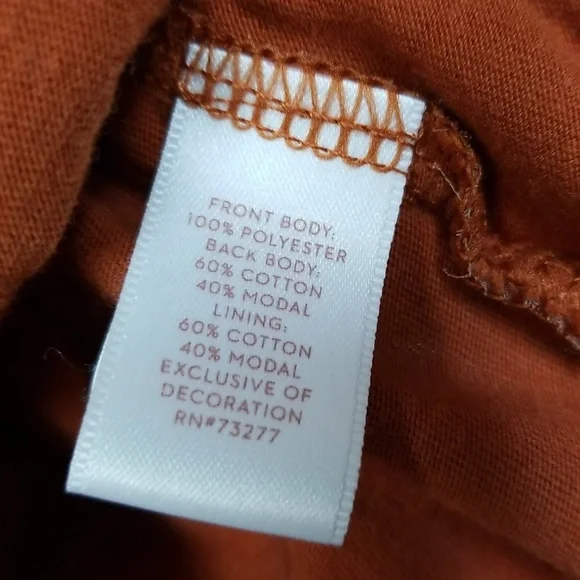 FRONT BODY:
100% POLYESTER
BACK BODY:
60% COTTON
40% MODAL
LINING:
60% COTTON
40% MODAL
EXCLUSIVE OF
DECORATION
RN#73277